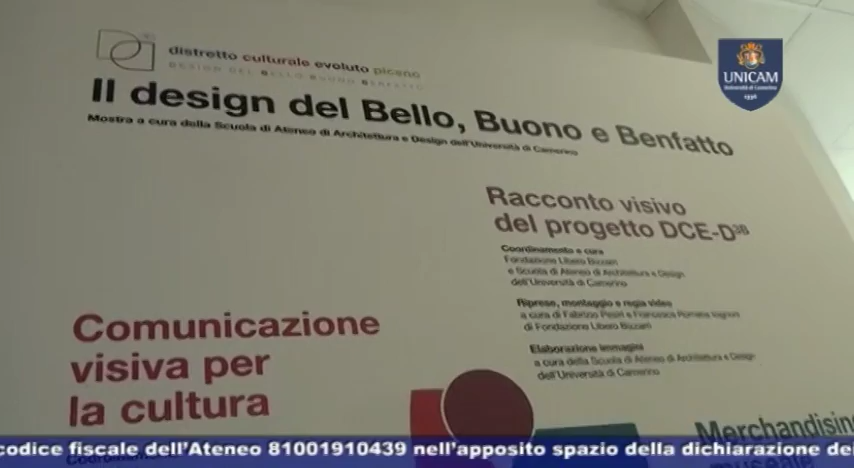 distretto culturale evoluto piceno
DESIGN DEL BELLO BUONO BENFATTO
UNICAM
Università di Camerino
1336
Il design del Bello, Buono e Benfatto
Mostra a cura della Scuola di Ateneo di Architettura e Design dell'Università di Camerino
Racconto visivo
del progetto DCE-D3B
Coordinamento e cura
Fondazione Libero Bizzarri
e Scuola di Ateneo di Architettura e Design
dell'Università di Camerino
Riprese, montaggio e regia video
a cura di Fabrizio Pesiri e Francesca Romana
di Fondazione Libero Bizzarri
Elaborazione immagini
a cura della Scuola di Ateneo di Architettura e Design
dell'Università di Camerino
Comunicazione
visiva per
la cultura
Merchandising
museale
codice fiscale dell'Ateneo 81001910439 nell'apposito spazio della dichiarazione de